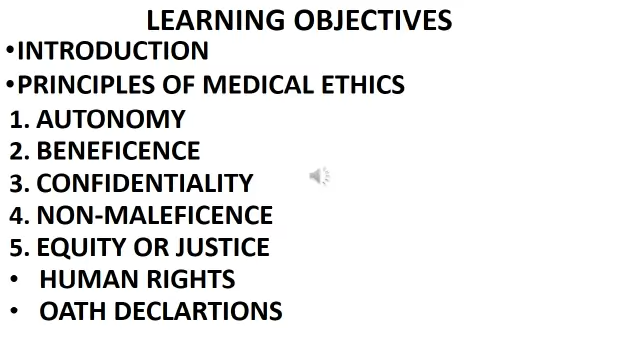 LEARNING OBJECTIVES
•INTRODUCTION
•PRINCIPLES OF MEDICAL ETHICS
1. AUTONOMY
2. BENEFICENCE
3. CONFIDENTIALITY
4. NON-MALEFICENCE
5. EQUITY OR JUSTICE
• HUMAN RIGHTS
• OATH DECLARTIONS